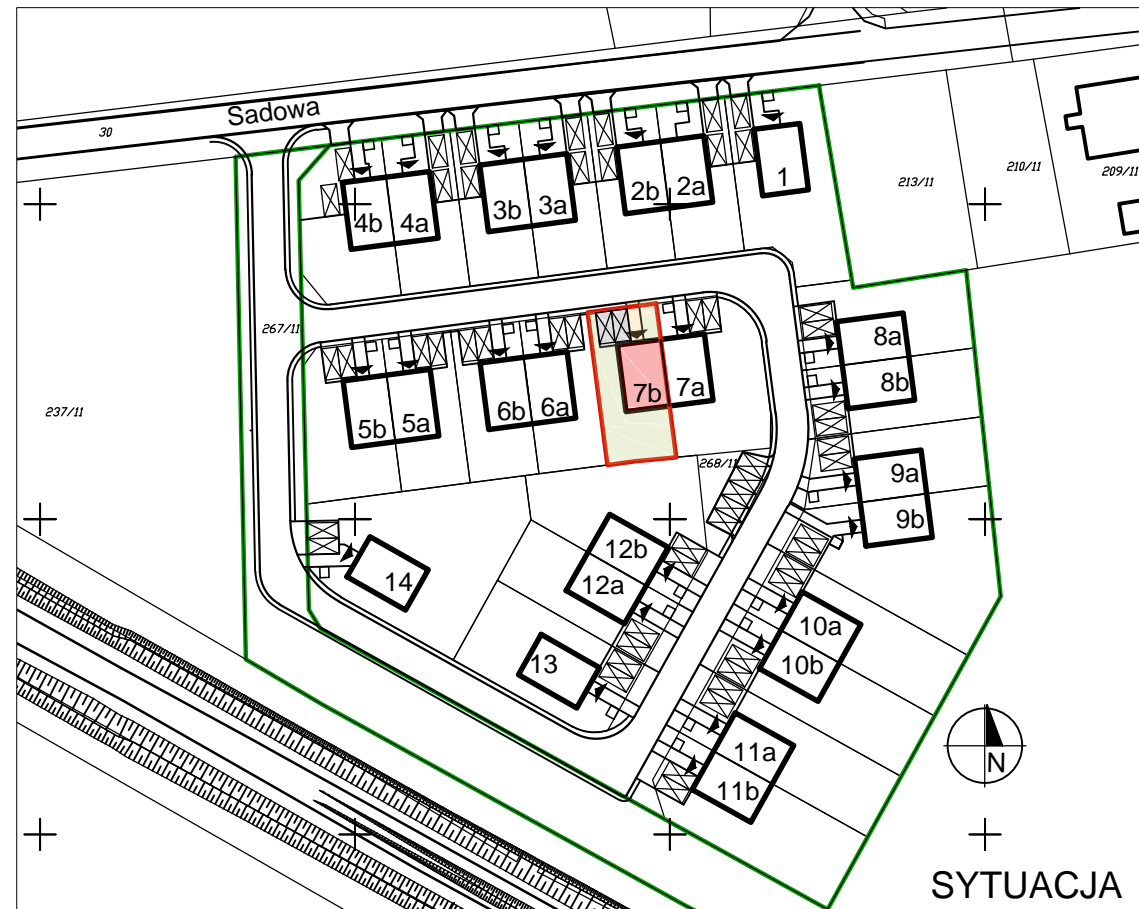 Sadowa
30
4b 4a
3b 3a
2b 2a
1
213/11
210/11
209/11
267/11
237/11
5b 5a
6b 6a
7b 7a
8a
8b
268/11
9a
9b
12b
12a
14
13
10a
10b
11a
11b
N
SYTUACJA